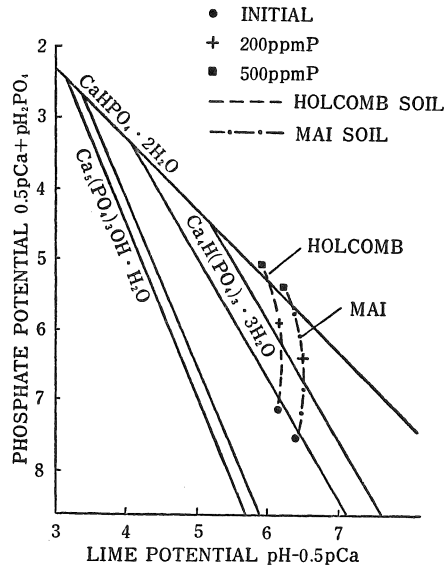 INITIAL
200ppmP
500ppmP
HOLCOMB SOIL
MAI SOIL
PHOSPHATE POTENTIAL 0.5pCa+pH₂PO₄
2
3
4
5
6
7
8
CaHPO₄・2H₂O
Ca₅(PO₄)₃OH・H₂O
Ca₄H(PO₄)₃・3H₂O
HOLCOMB
MAI
3 4 5 6 7
LIME POTENTIAL pH-0.5pCa